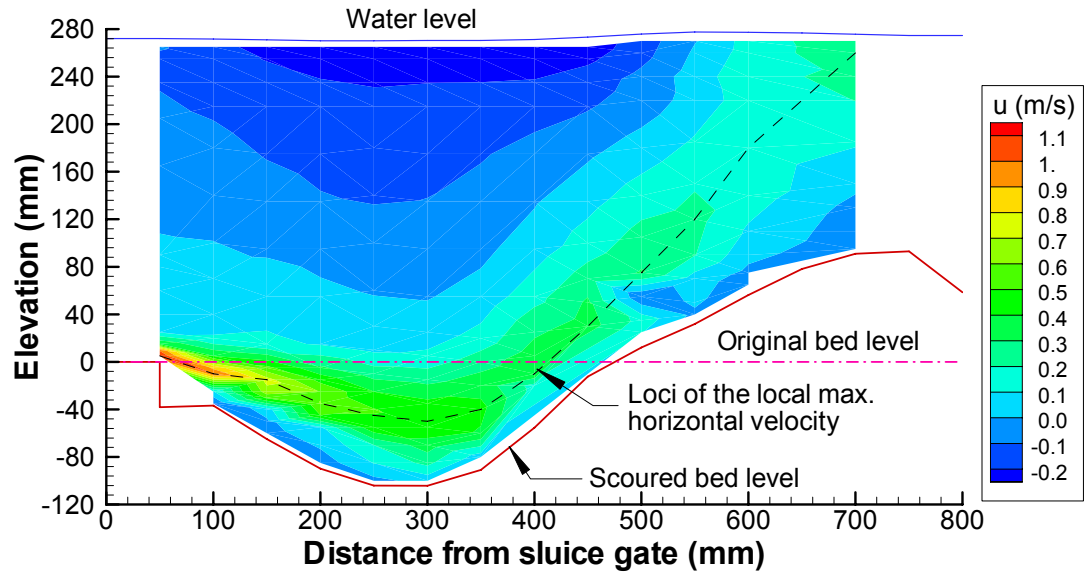 Water level
280
240
200
160
120
80
40
0
-40
-80
-120
Elevation (mm)
Original bed level
Loci of the local max.
horizontal velocity
Scoured bed level
0 100 200 300 400 500 600 700 800
Distance from sluice gate (mm)
u (m/s)
1.1
1.
0.9
0.8
0.7
0.6
0.5
0.4
0.3
0.2
0.1
0.0
-0.1
-0.2